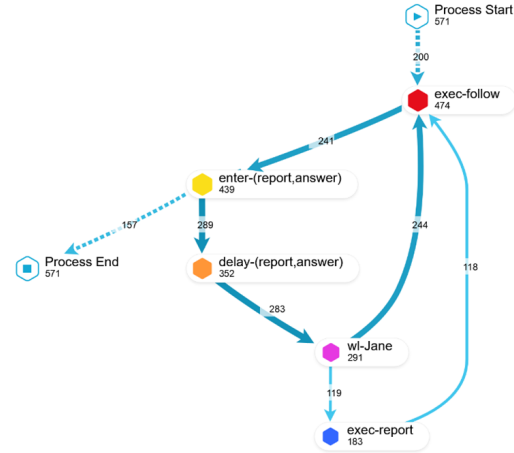 Process Start
571
200
exec-follow
474
241
enter-(report,answer)
439
157
289
244
Process End
571
delay-(report,answer)
352
118
283
wl-Jane
291
119
exec-report
183